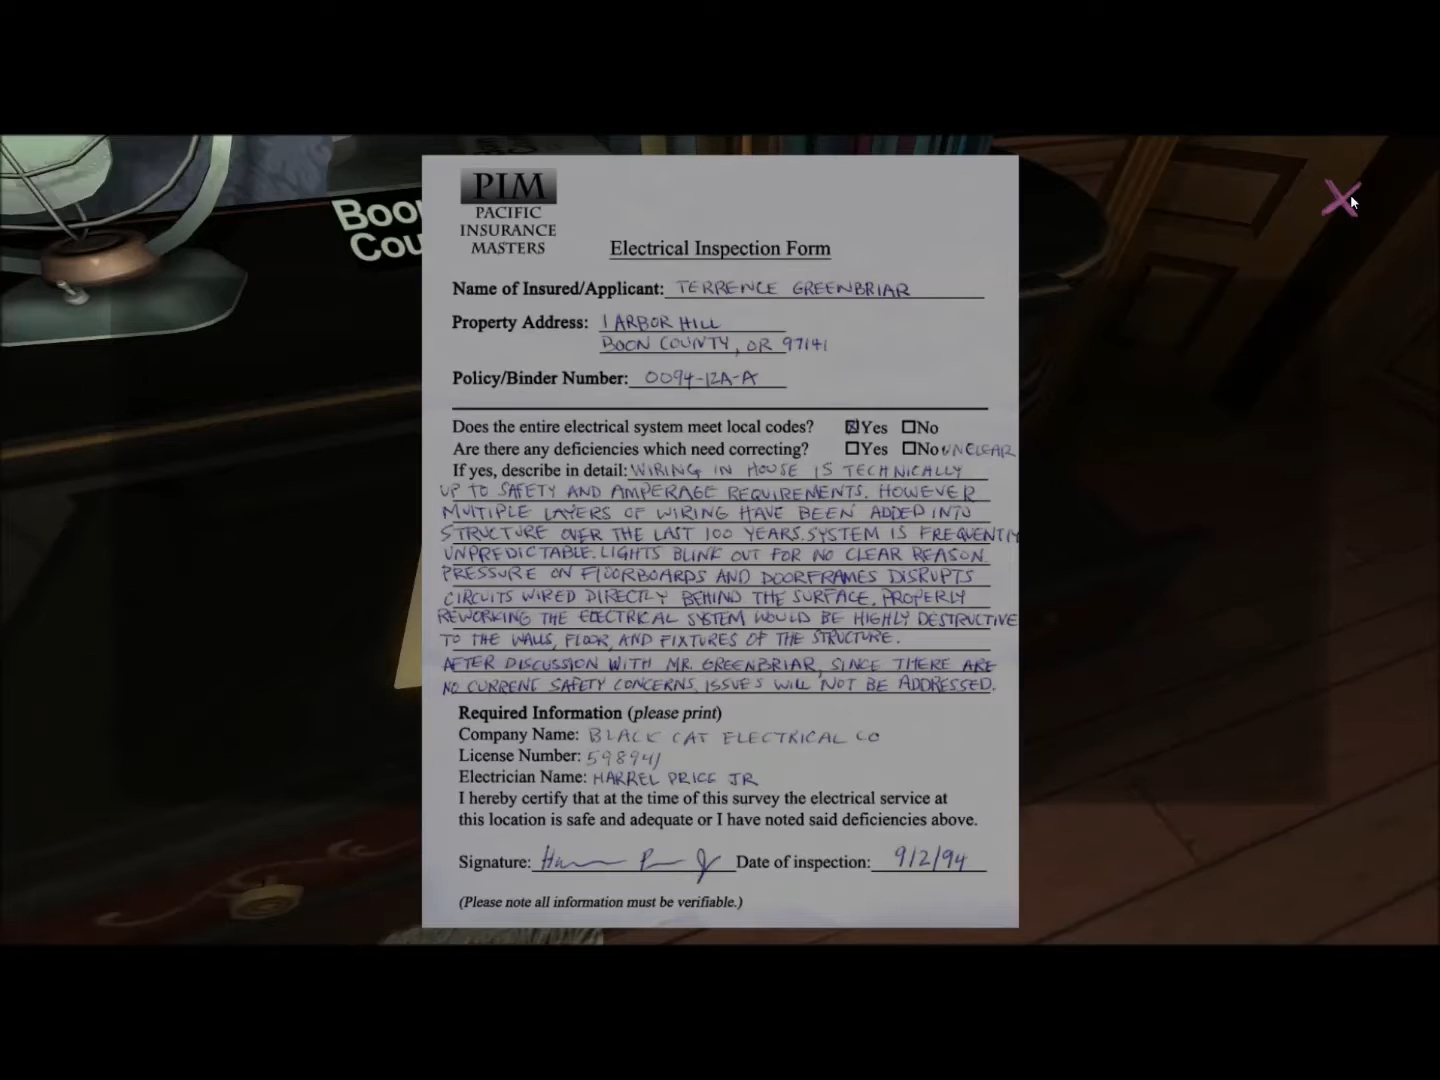 Boon
Cou
PIM
PACIFIC
INSURANCE
MASTERS
Electrical Inspection Form
Name of Insured/Applicant: TERRENCE GREENBRIAR
Property Address: 1 ARBOR HILL
BOON COUNTY, OR 97141
Policy/Binder Number: 0094-12A-A
Does the entire electrical system meet local codes? ☒Yes ☐No
Are there any deficiencies which need correcting? ☐Yes ☐No UNCLEAR
If yes, describe in detail: WIRING IN HOUSE IS TECHNICALLY
UP TO SAFETY AND AMPERAGE REQUIREMENTS. HOWEVER
MULTIPLE LAYERS OF WIRING HAVE BEEN ADDED INTO
STRUCTURE OVER THE LAST 100 YEARS. SYSTEM IS FREQUENTLY
UNPREDICTABLE. LIGHTS BLINK OUT FOR NO CLEAR REASON.
PRESSURE ON FLOORBOARDS AND DOORFRAMES DISRUPTS
CIRCUITS WIRED DIRECTLY BEHIND THE SURFACE. PROPERLY
REWORKING THE ELECTRICAL SYSTEM WOULD BE HIGHLY DESTRUCTIVE
TO THE WALLS, FLOOR, AND FIXTURES OF THE STRUCTURE.
AFTER DISCUSSION WITH MR. GREENBRIAR, SINCE THERE ARE
NO CURRENT SAFETY CONCERNS, ISSUES WILL NOT BE ADDRESSED.
Required Information (please print)
Company Name: BLACK CAT ELECTRICAL CO
License Number: 598941
Electrician Name: HARREL PRICE JR
I hereby certify that at the time of this survey the electrical service at
this location is safe and adequate or I have noted said deficiencies above.
Signature: Date of inspection: 9/2/94
(Please note all information must be verifiable.)